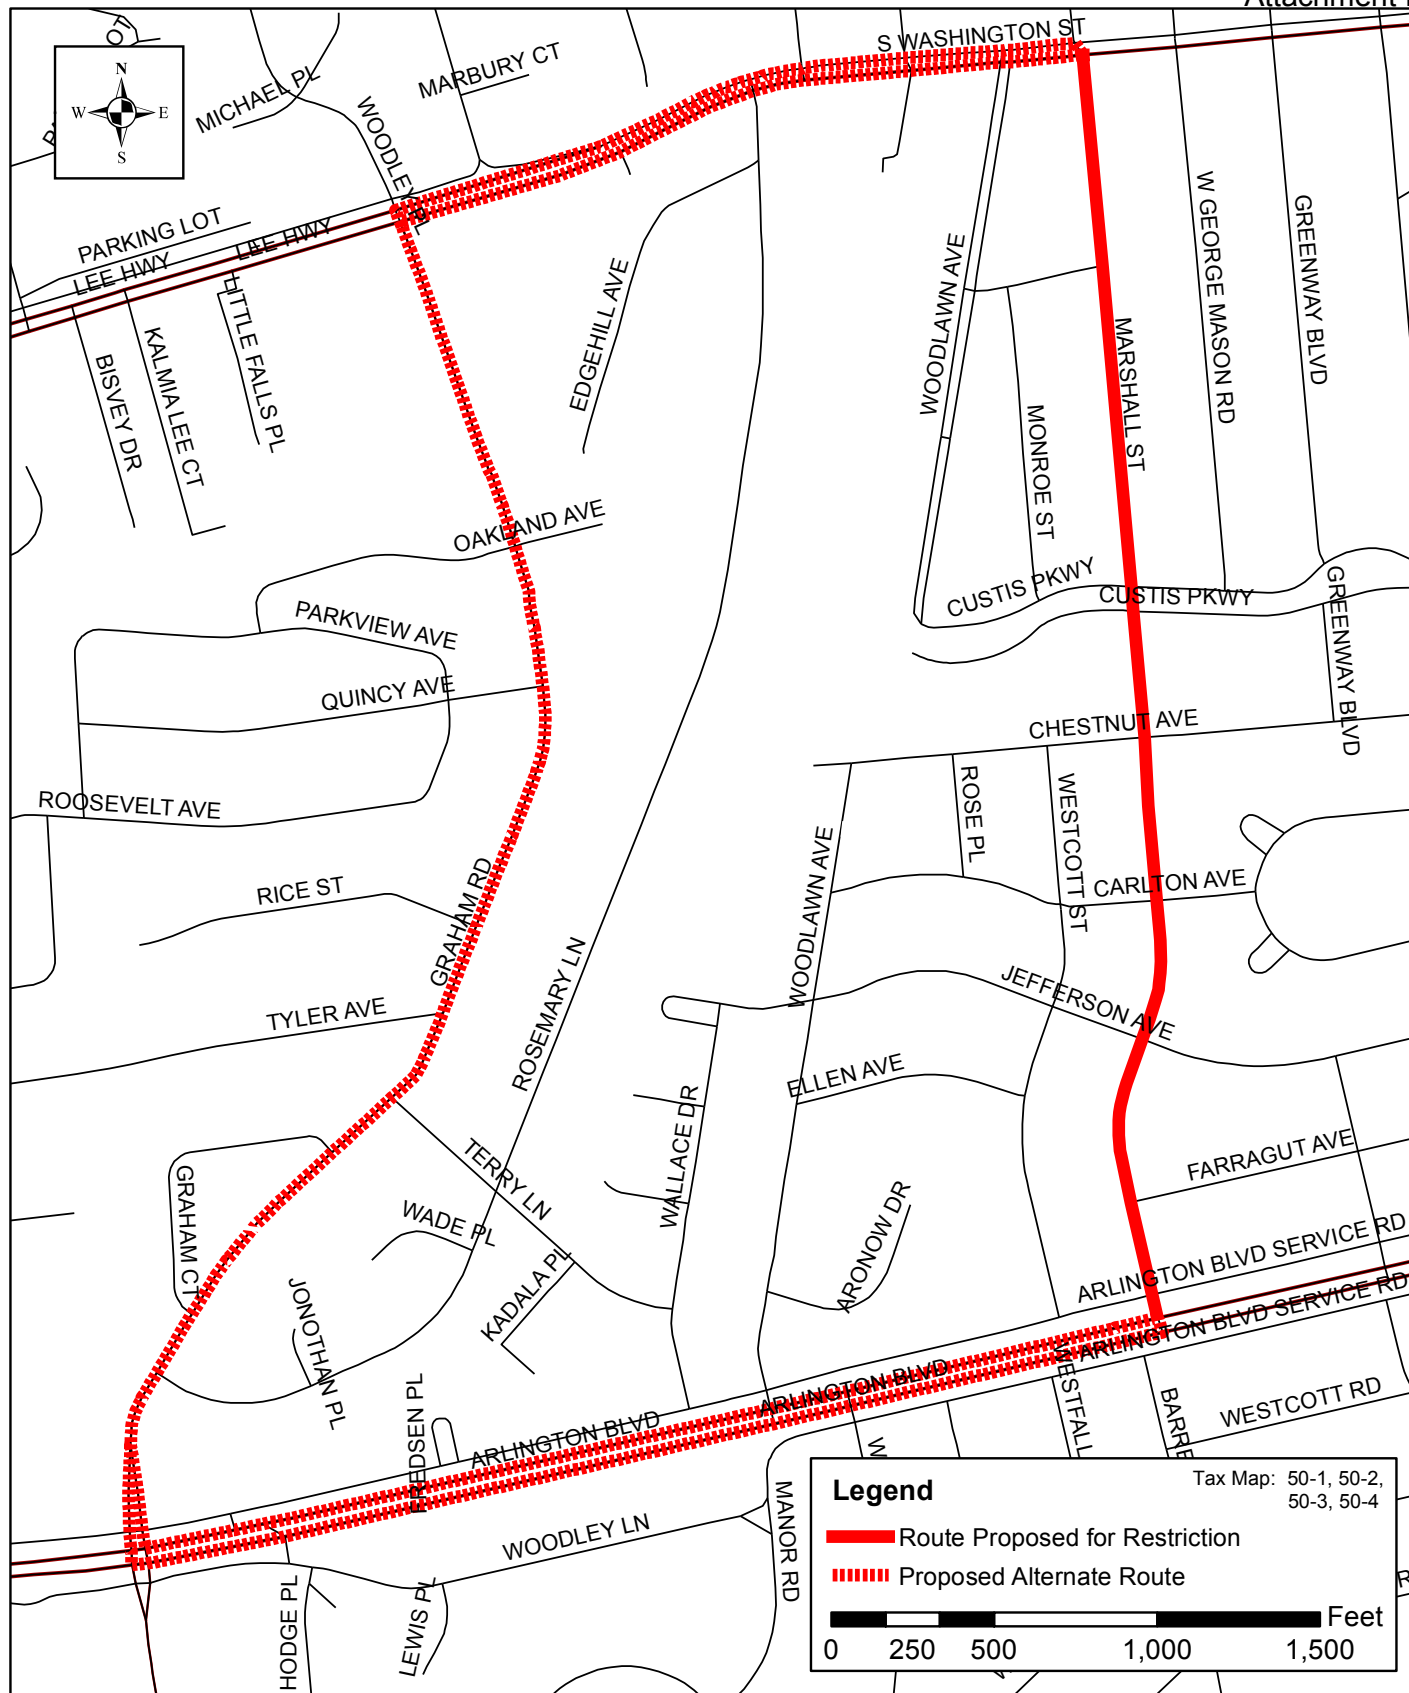 Attachment
S WASHINGTON ST
OT
N
W E
S
MICHAEL PL
MARBURY CT
WOODLEY PL
PARKING LOT
LEE HWY
LEE HWY
LITTLE FALLS PL
KALMIA LEE CT
BISVEY DR
EDGEHILL AVE
WOODLAWN AVE
W GEORGE MASON RD
GREENWAY BLVD
MARSHALL ST
MONROE ST
OAKLAND AVE
CUSTIS PKWY
CUSTIS PKWY
GREENWAY BLVD
PARKVIEW AVE
QUINCY AVE
CHESTNUT AVE
ROOSEVELT AVE
ROSE PL
WESTCOTT ST
WOODLAWN AVE
RICE ST
GRAHAM RD
CARLTON AVE
ROSEMARY LN
JEFFERSON AVE
TYLER AVE
ELLEN AVE
WALLACE DR
TERRY LN
FARRAGUT AVE
GRAHAM CT
WADE PL
ARONOW DR
KADALA PL
JONOTHAN PL
ARLINGTON BLVD SERVICE RD
ARLINGTON BLVD SERVICE RD
ARLINGTON BLVD
ARLINGTON BLVD
FREDSEN PL
WESTFALL
BARRE
WESTCOTT RD
W
MANOR RD
WOODLEY LN
HODGE PL
LEWIS PL
Legend
Tax Map: 50-1, 50-2,
50-3, 50-4
Route Proposed for Restriction
Proposed Alternate Route
Feet
0 250 500 1,000 1,500
R